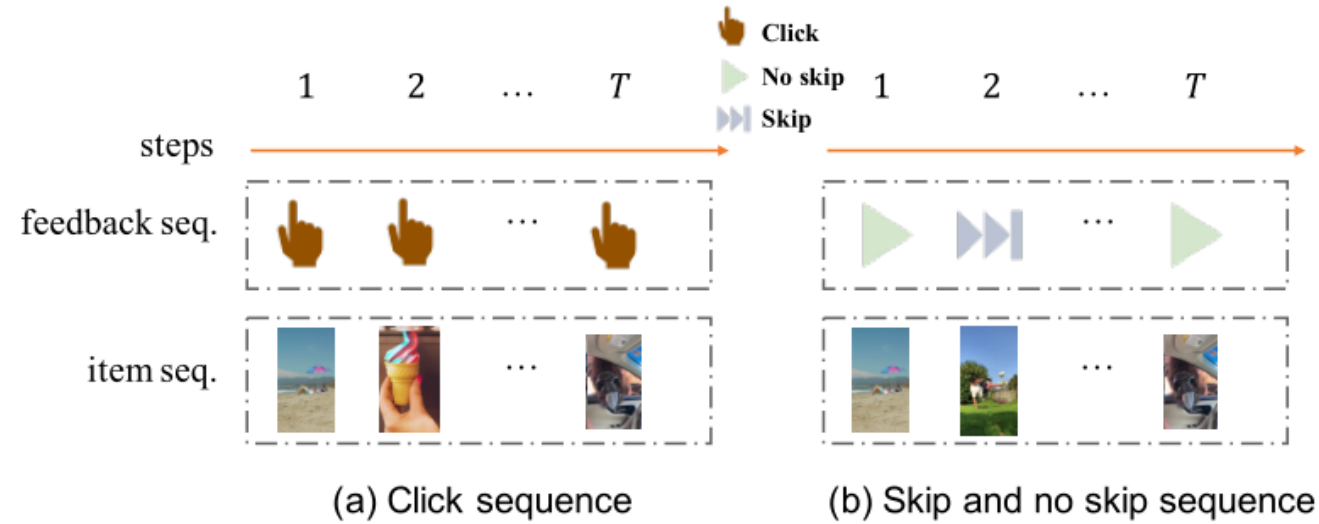 Click
No skip
Skip
1 2 … T
1 2 … T
steps
feedback seq.
…
…
item seq.
…
…
(a) Click sequence
(b) Skip and no skip sequence